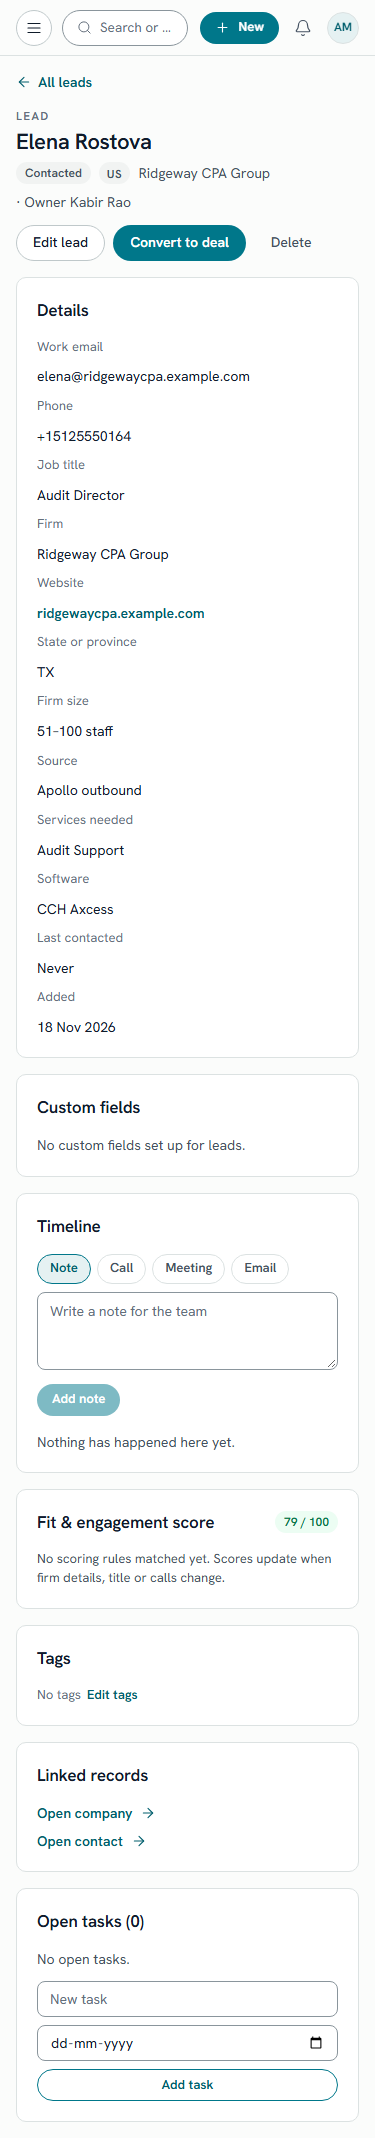 Search or ...
New
AM
All leads
LEAD
Elena Rostova
Contacted US Ridgeway CPA Group
· Owner Kabir Rao
Edit lead Convert to deal Delete
Details
Work email
elena@ridgewaycpa.example.com
Phone
+15125550164
Job title
Audit Director
Firm
Ridgeway CPA Group
Website
ridgewaycpa.example.com
State or province
TX
Firm size
51–100 staff
Source
Apollo outbound
Services needed
Audit Support
Software
CCH Axcess
Last contacted
Never
Added
18 Nov 2026
Custom fields
No custom fields set up for leads.
Timeline
Note Call Meeting Email
Write a note for the team
Add note
Nothing has happened here yet.
Fit & engagement score 79 / 100
No scoring rules matched yet. Scores update when
firm details, title or calls change.
Tags
No tags Edit tags
Linked records
Open company
Open contact
Open tasks (0)
No open tasks.
New task
dd-mm-yyyy
Add task